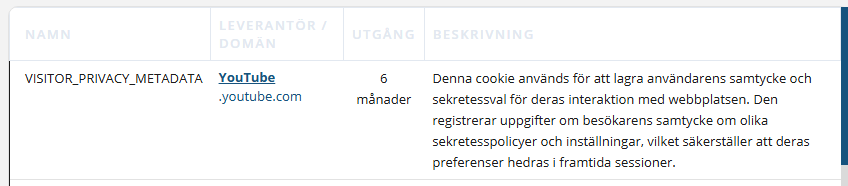 NAMN
LEVERANTÖR /
DOMÄN
UTGÅNG
BESKRIVNING
VISITOR_PRIVACY_METADATA
YouTube
.youtube.com
6
månader
Denna cookie används för att lagra användarens samtycke och
sekretessval för deras interaktion med webbplatsen. Den
registrerar uppgifter om besökarens samtycke om olika
sekretesspolicyer och inställningar, vilket säkerställer att deras
preferenser hedras i framtida sessioner.